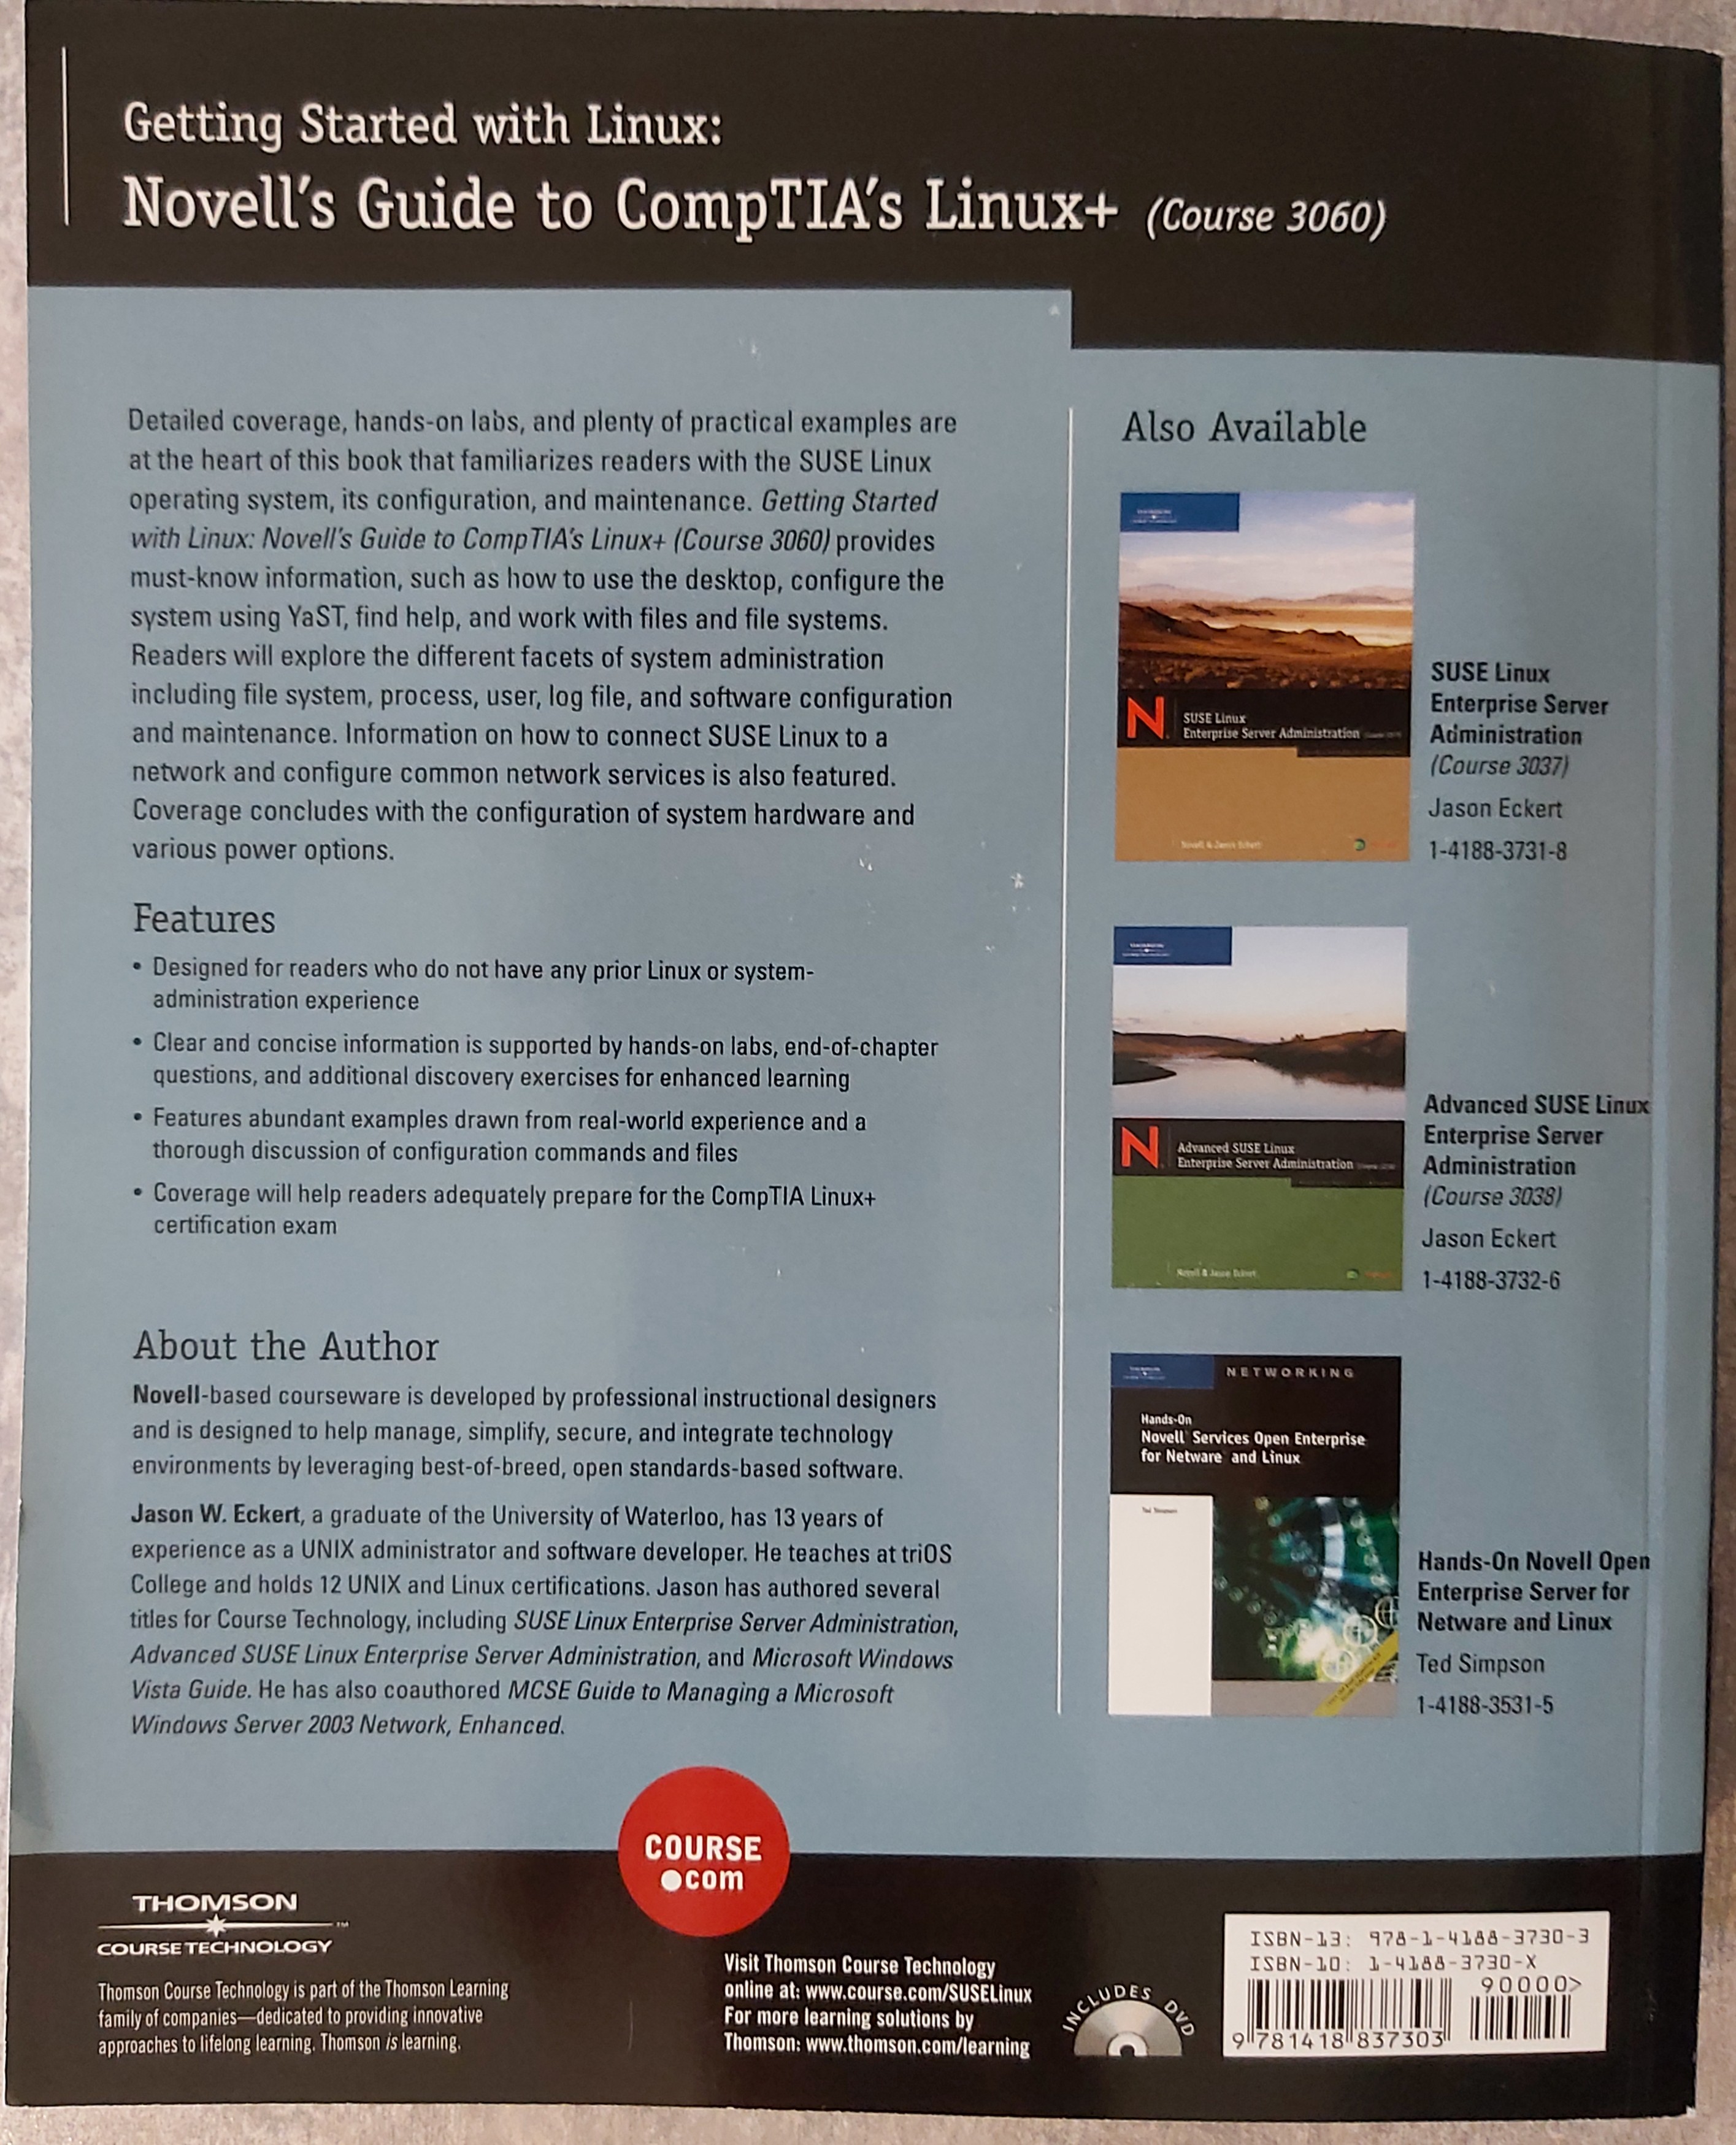 Getting Started with Linux:
Novell's Guide to CompTIA's Linux+ (Course 3060)
Detailed coverage, hands-on labs, and plenty of practical examples are
at the heart of this book that familiarizes readers with the SUSE Linux
operating system, its configuration, and maintenance. Getting Started
with Linux: Novell's Guide to CompTIA's Linux+ (Course 3060) provides
must-know information, such as how to use the desktop, configure the
system using YaST, find help, and work with files and file systems.
Readers will explore the different facets of system administration
including file system, process, user, log file, and software configuration
and maintenance. Information on how to connect SUSE Linux to a
network and configure common network services is also featured.
Coverage concludes with the configuration of system hardware and
various power options.
Features
• Designed for readers who do not have any prior Linux or system-
administration experience
• Clear and concise information is supported by hands-on labs, end-of-chapter
questions, and additional discovery exercises for enhanced learning
• Features abundant examples drawn from real-world experience and a
thorough discussion of configuration commands and files
• Coverage will help readers adequately prepare for the CompTIA Linux+
certification exam
About the Author
Novell-based courseware is developed by professional instructional designers
and is designed to help manage, simplify, secure, and integrate technology
environments by leveraging best-of-breed, open standards-based software.
Jason W. Eckert, a graduate of the University of Waterloo, has 13 years of
experience as a UNIX administrator and software developer. He teaches at triOS
College and holds 12 UNIX and Linux certifications. Jason has authored several
titles for Course Technology, including SUSE Linux Enterprise Server Administration,
Advanced SUSE Linux Enterprise Server Administration, and Microsoft Windows
Vista Guide. He has also coauthored MCSE Guide to Managing a Microsoft
Windows Server 2003 Network, Enhanced.
Also Available
THOMSON
N
SUSE Linux
Enterprise Server Administration
Novell & Jason Eckert
SUSE Linux
Enterprise Server
Administration
(Course 3037)
Jason Eckert
1-4188-3731-8
THOMSON
N
Advanced SUSE Linux
Enterprise Server Administration
Novell & Jason Eckert
Advanced SUSE Linux
Enterprise Server
Administration
(Course 3038)
Jason Eckert
1-4188-3732-6
NETWORKING
Hands-On
Novell Services Open Enterprise
for Netware and Linux
Ted Simpson
Hands-On Novell Open
Enterprise Server for
Netware and Linux
Ted Simpson
1-4188-3531-5
COURSE
.com
THOMSON
™
COURSE TECHNOLOGY
Thomson Course Technology is part of the Thomson Learning
family of companies—dedicated to providing innovative
approaches to lifelong learning. Thomson is learning.
Visit Thomson Course Technology
online at: www.course.com/SUSELinux
For more learning solutions by
Thomson: www.thomson.com/learning
INCLUDES DVD
ISBN-13: 978-1-4188-3730-3
ISBN-10: 1-4188-3730-X
90000>
9 781418 837303